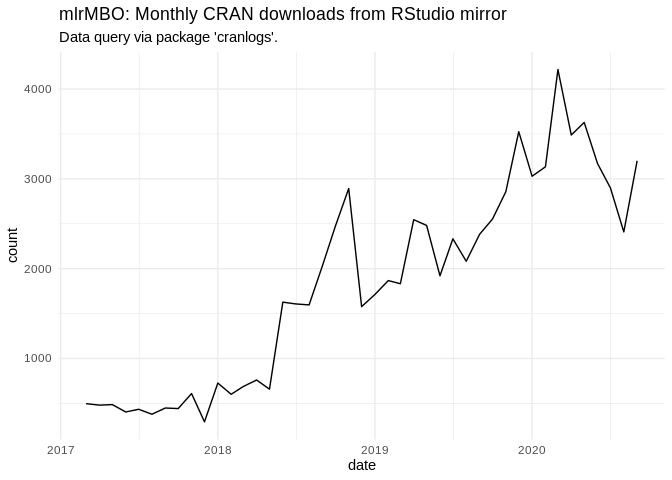 mlrMBO: Monthly CRAN downloads from RStudio mirror
Data query via package 'cranlogs'.
4000
3000
2000
1000
count
2017 2018 2019 2020
date